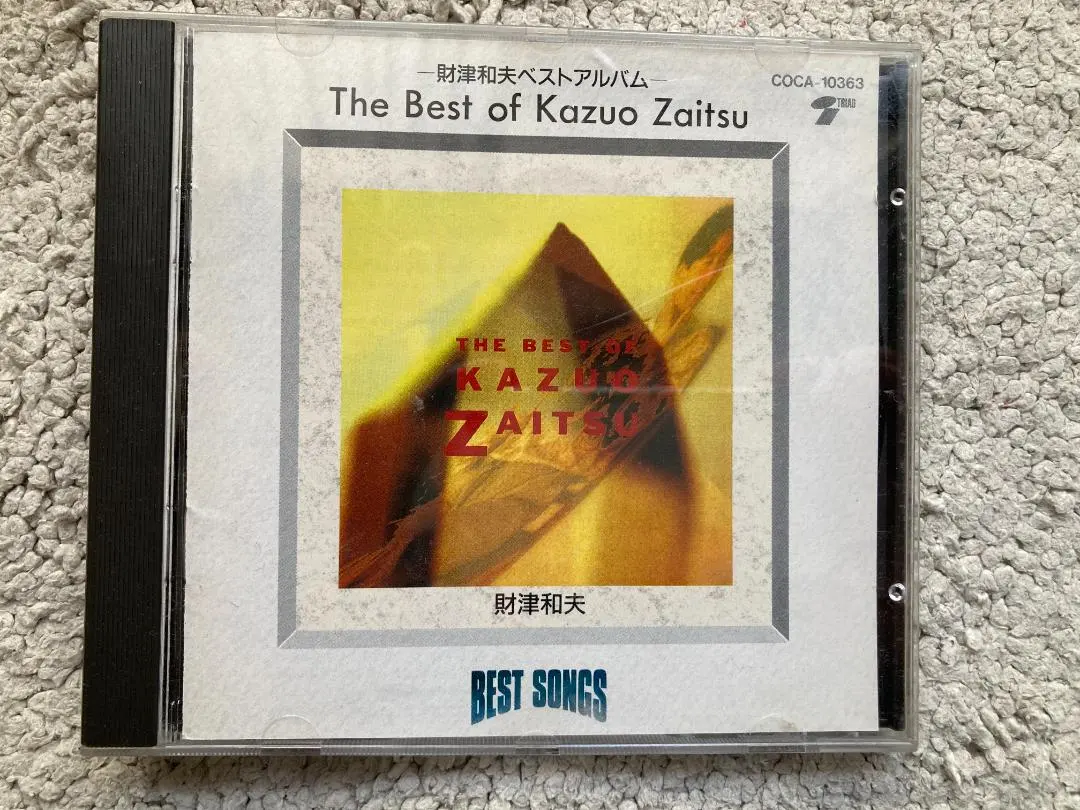 ―財津和夫ベストアルバム―
The Best of Kazuo Zaitsu
COCA-10363
TRIAD
THE BEST OF
KAZUO
ZAITSU
財津和夫
BEST SONGS